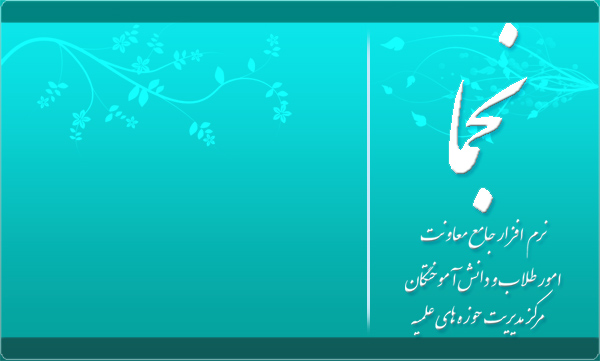 نجما
نرم افزار جامع معاونت
امور طلاب و دانش آموختگان
مرکز مدیریت حوزه های علمیه